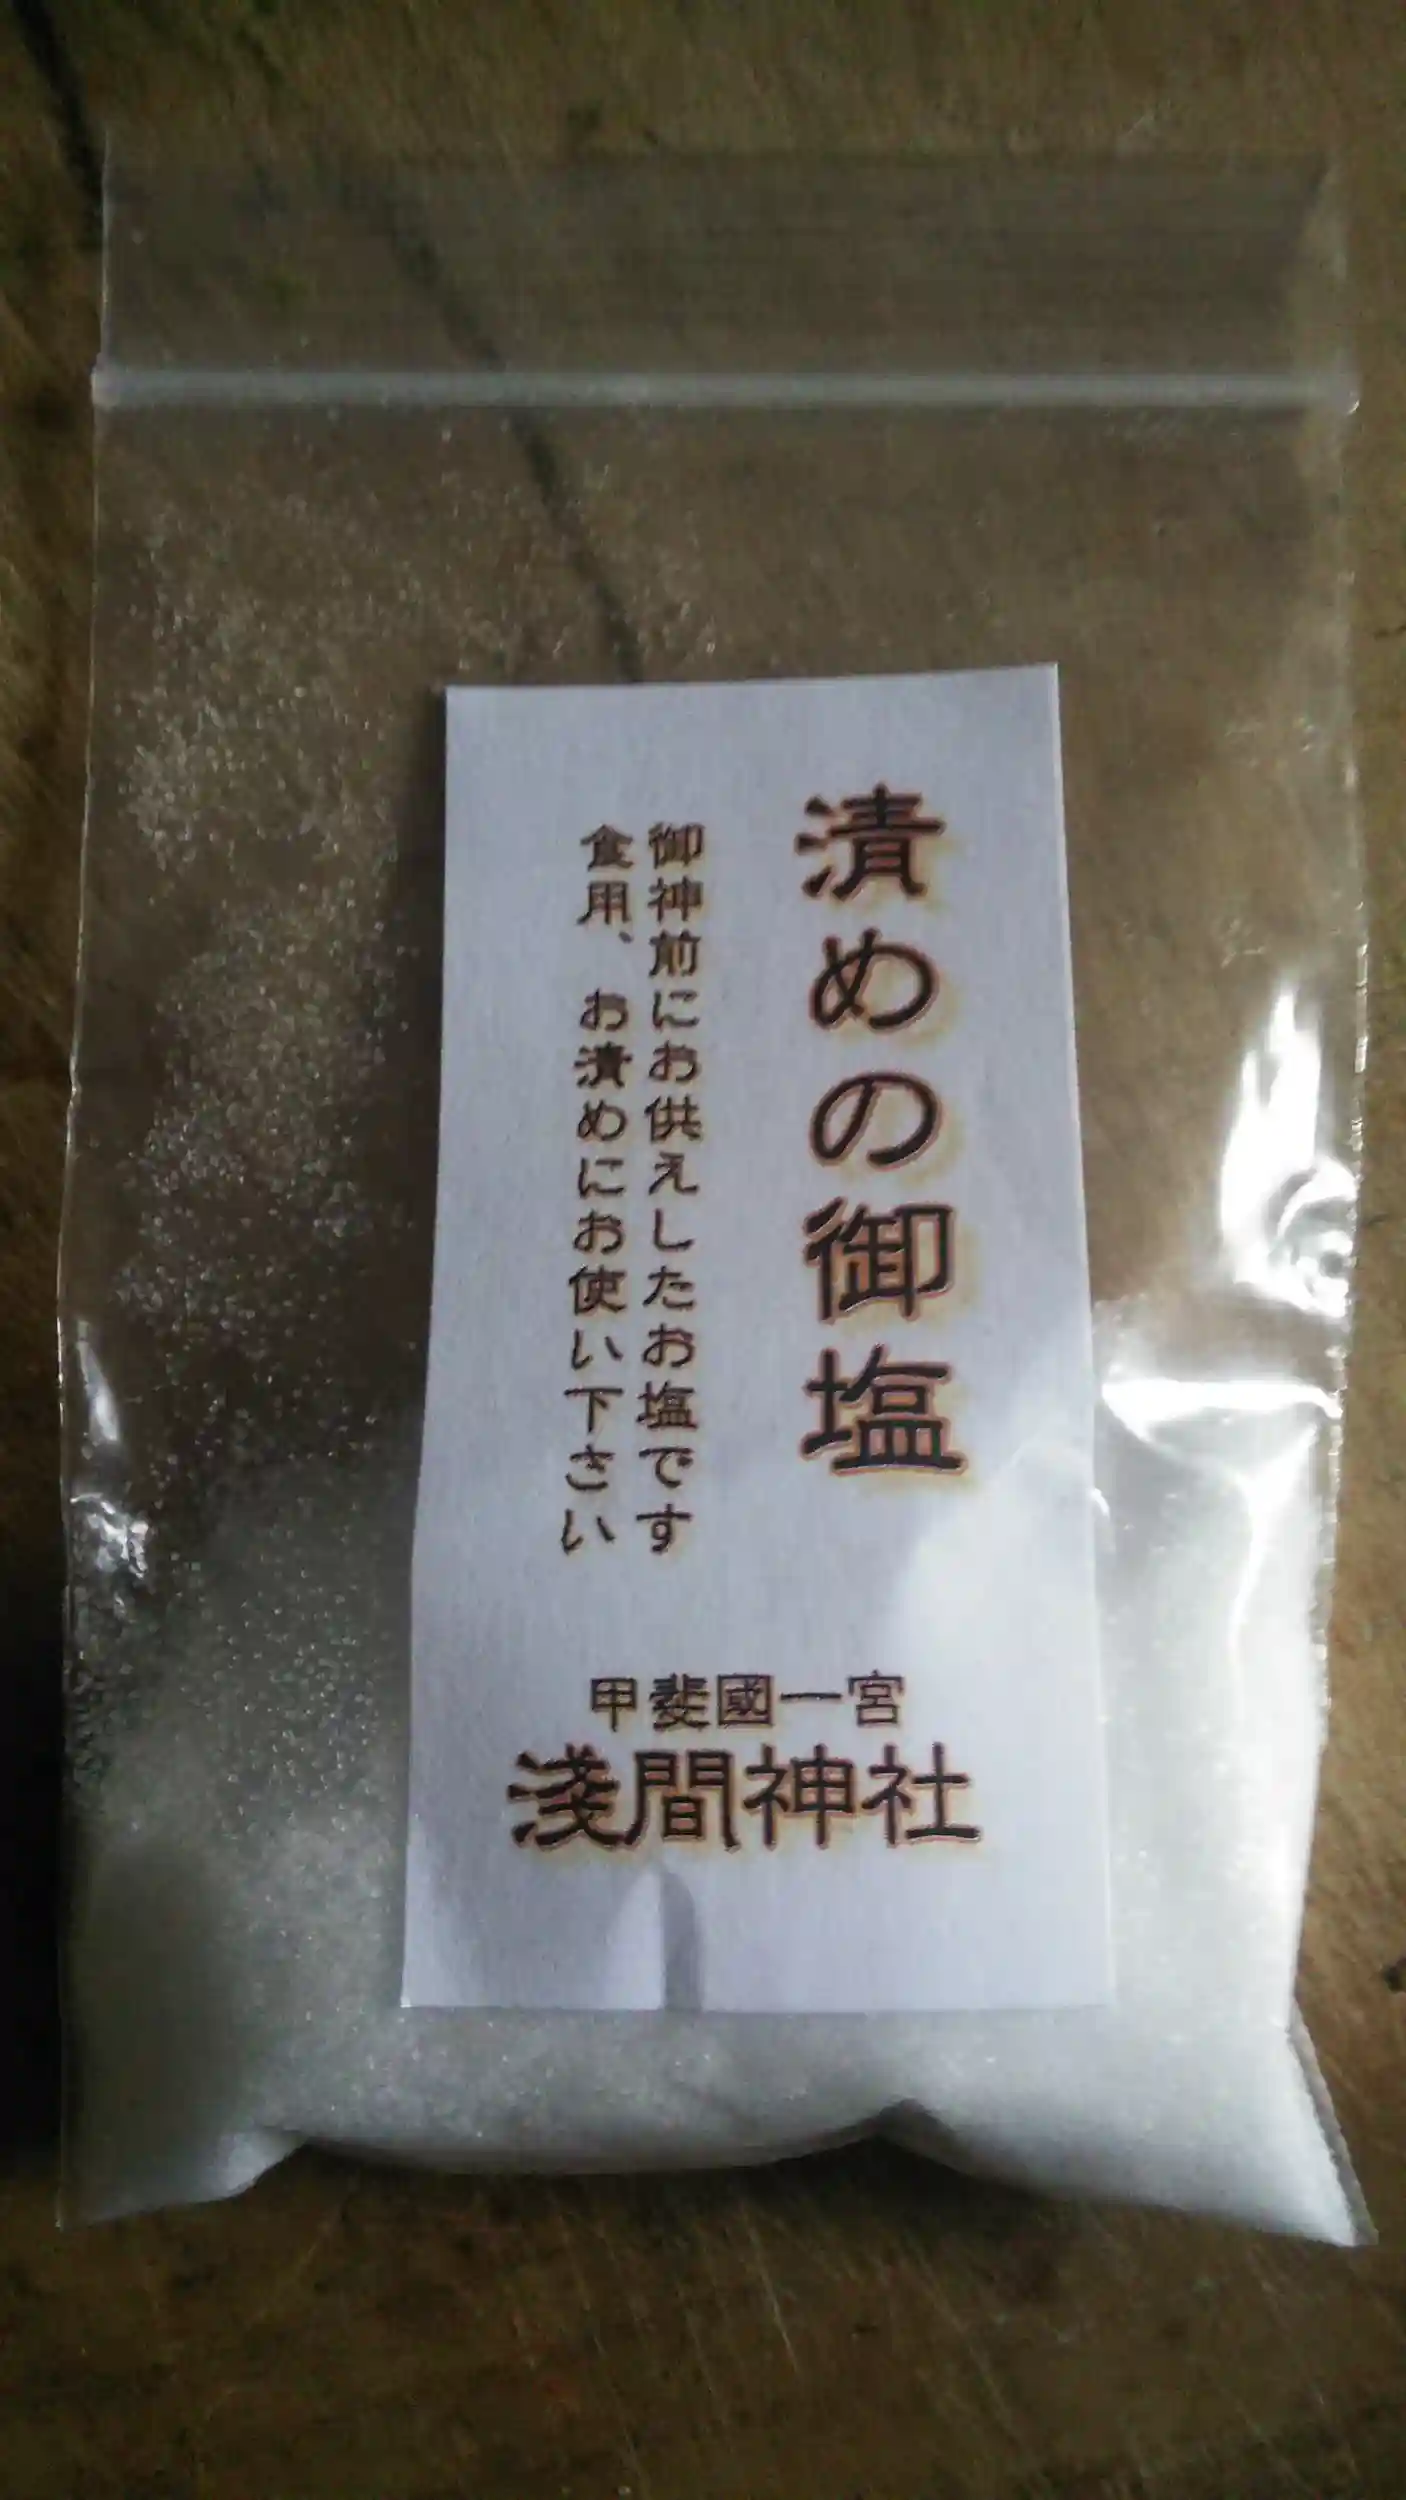 清めの御塩
御神前にお供えしたお塩です
食用、お清めにお使い下さい
甲斐國一宮
淺間神社